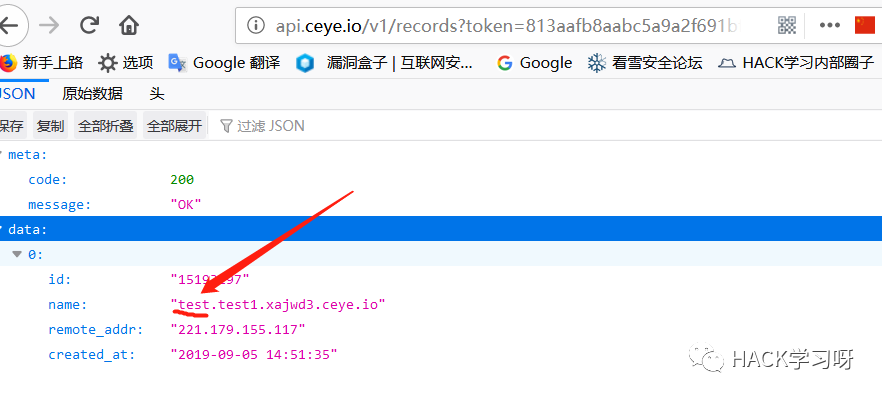 api.ceye.io/v1/records?token=813aafb8aabc5a9a2f691b
新手上路 选项 Google 翻译 漏洞盒子 | 互联网安... Google 看雪安全论坛 HACK学习内部圈子
JSON 原始数据 头
保存 复制 全部折叠 全部展开 过滤 JSON
meta:
code: 200
message: "OK"
data:
0:
id:
name: "test.test1.xajwd3.ceye.io"
remote_addr: "221.179.155.117"
created_at: "2019-09-05 14:51:35"
HACK学习呀